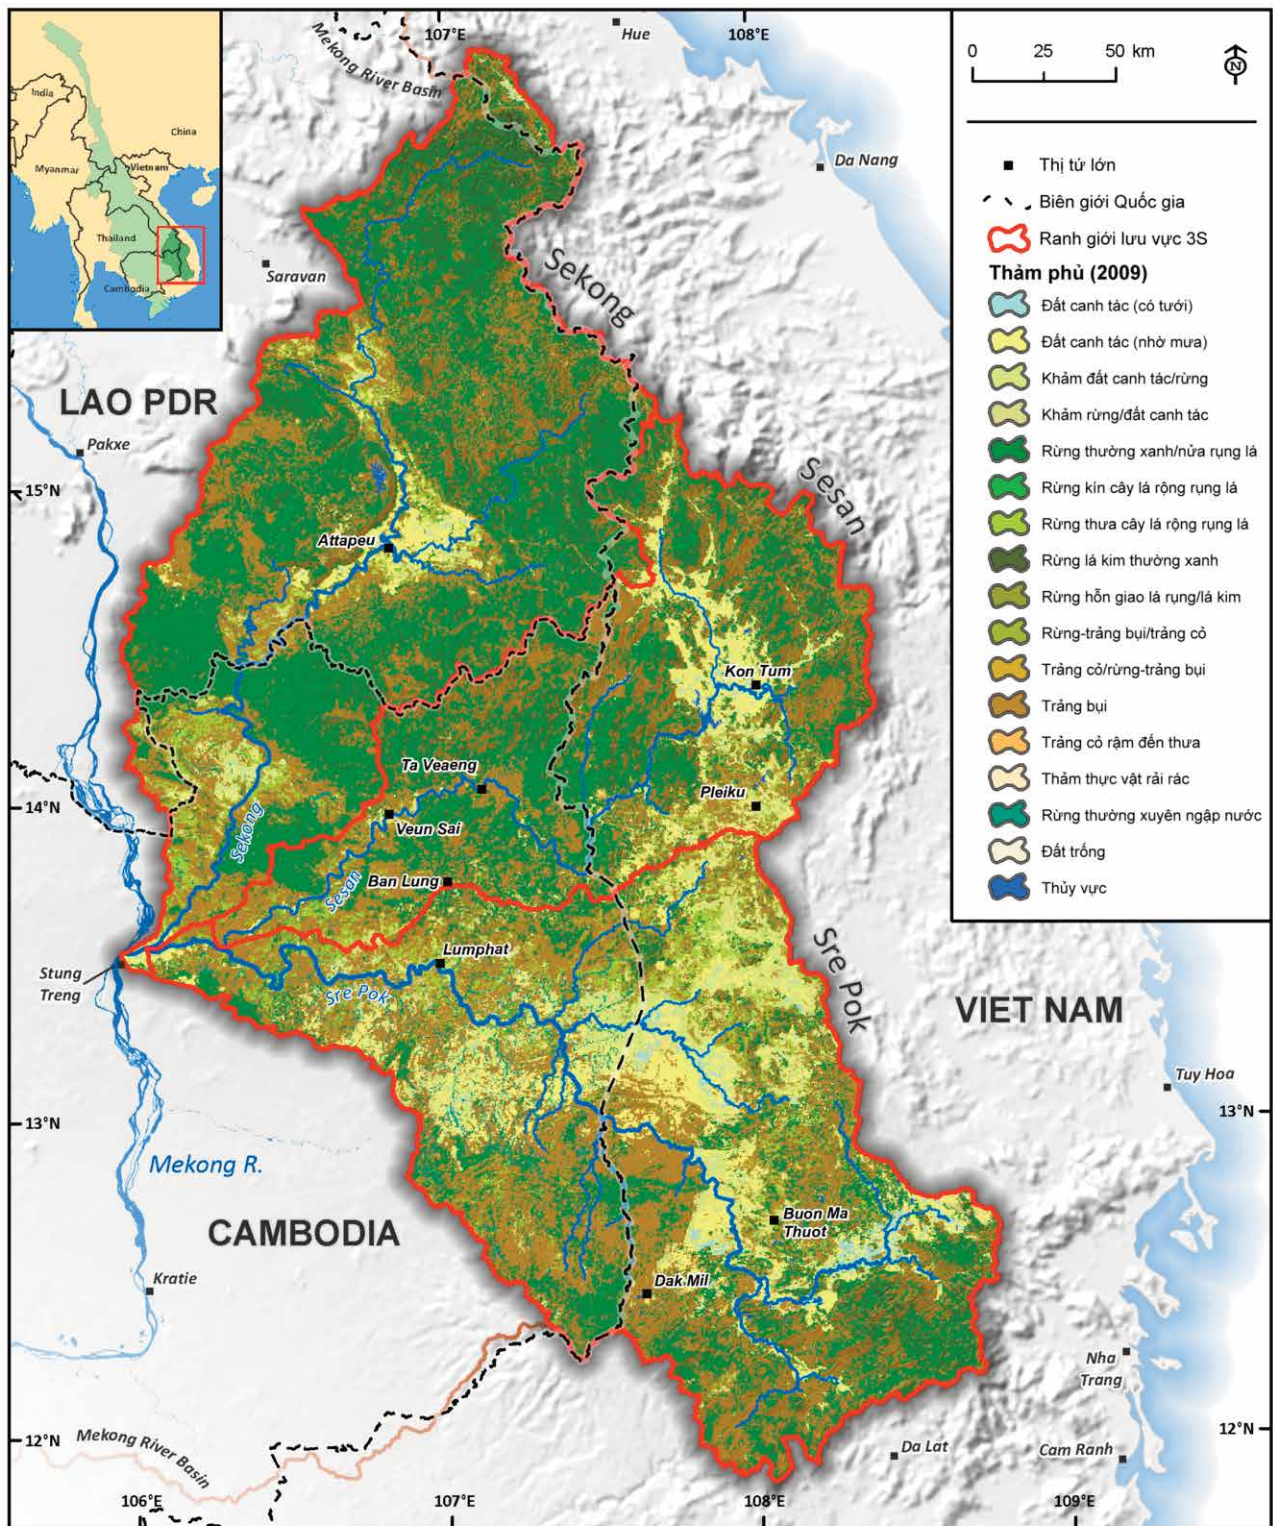 107°E
108°E
Hue
Mekong River Basin
India
China
Myanmar
Vietnam
Thailand
Cambodia
0 25 50 km
N
Da Nang
Thị tứ lớn
Biên giới Quốc gia
Ranh giới lưu vực 3S
Thảm phủ (2009)
Đất canh tác (có tưới)
Đất canh tác (nhờ mưa)
Khảm đất canh tác/rừng
Khảm rừng/đất canh tác
Rừng thường xanh/nửa rụng lá
Rừng kín cây lá rộng rụng lá
Rừng thưa cây lá rộng rụng lá
Rừng lá kim thường xanh
Rừng hỗn giao lá rụng/lá kim
Rừng-trảng bụi/trảng cỏ
Trảng cỏ/rừng-trảng bụi
Trảng bụi
Trảng cỏ rậm đến thưa
Thảm thực vật rải rác
Rừng thường xuyên ngập nước
Đất trống
Thủy vực
Saravan
Sekong
LAO PDR
Pakxe
Sesan
15°N
Attapeu
Kon Tum
Ta Veaeng
Pleiku
14°N
Veun Sai
Sekong
Ban Lung
Sesan
Lumphat
Stung
Treng
Sre Pok
Sre Pok
VIET NAM
Tuy Hoa
13°N
13°N
Mekong R.
Buon Ma
Thuot
CAMBODIA
Kratie
Dak Mil
Nha
Trang
12°N
12°N
Mekong River Basin
Da Lat
Cam Ranh
106°E
107°E
108°E
109°E